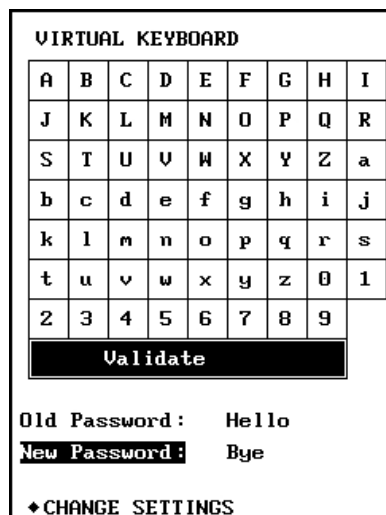 VIRTUAL KEYBOARD
A B C D E F G H I
J K L M N O P Q R
S T U V W X Y Z a
b c d e f g h i j
k l m n o p q r s
t u v w x y z 0 1
2 3 4 5 6 7 8 9
Validate
Old Password: Hello
New Password: Bye
◆CHANGE SETTINGS